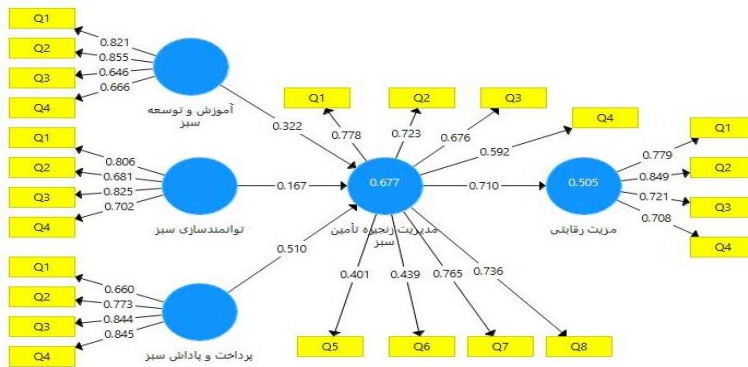 Q1
Q2
Q3
Q4
0.821
0.855
0.646
0.666
آموزش و توسعه
سبز
0.322
Q1
Q2
Q3
Q4
0.806
0.681
0.825
0.702
توانمندسازی سبز
0.167
Q1
Q2
Q3
Q4
0.660
0.773
0.844
0.845
پرداخت و پاداش سبز
0.510
Q1
Q2
Q3
Q4
0.778
0.723
0.676
0.592
0.677
مدیریت زنجیره تأمین
سبز
0.401
0.439
0.765
0.736
Q5
Q6
Q7
Q8
0.710
0.505
مزیت رقابتی
0.779
0.849
0.721
0.708
Q1
Q2
Q3
Q4